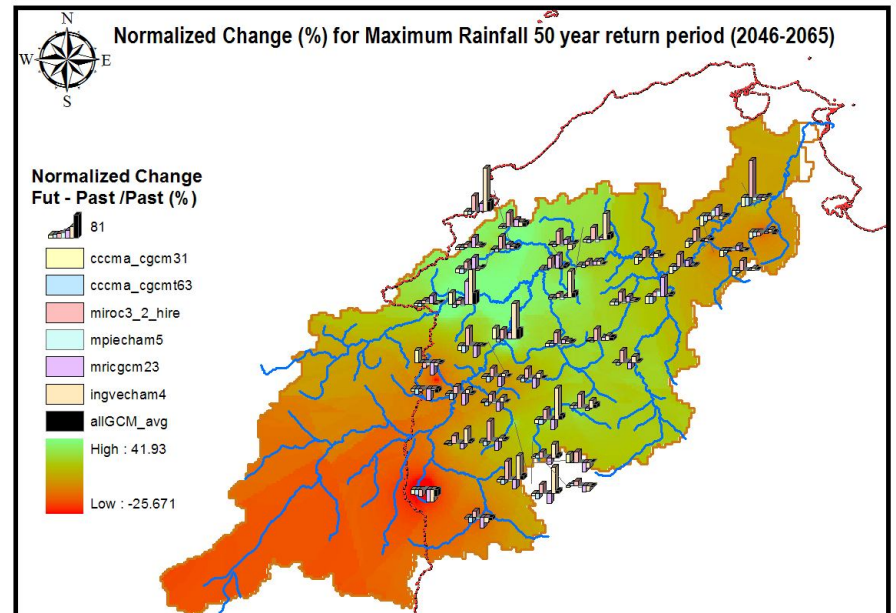 Normalized Change (%) for Maximum Rainfall 50 year return period (2046-2065)
N
W E
S
Normalized Change
Fut - Past /Past (%)
81
cccma_cgcm31
cccma_cgcmt63
miroc3_2_hire
mpiecham5
mricgcm23
ingvecham4
allGCM_avg
High : 41.93
Low : -25.671